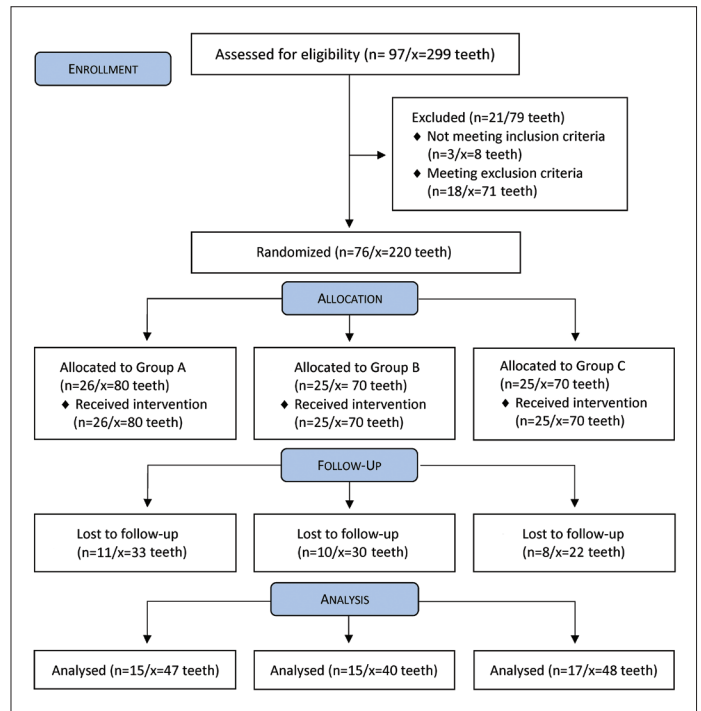 Assessed for eligibility (n= 97/x=299 teeth)
ENROLLMENT
Excluded (n=21/79 teeth)
♦ Not meeting inclusion criteria
(n=3/x=8 teeth)
♦ Meeting exclusion criteria
(n=18/x=71 teeth)
Randomized (n=76/x=220 teeth)
ALLOCATION
Allocated to Group A
(n=26/x=80 teeth)
♦ Received intervention
(n=26/x=80 teeth)
Allocated to Group B
(n=25/x= 70 teeth)
♦ Received intervention
(n=25/x=70 teeth)
Allocated to Group C
(n=25/x=70 teeth)
♦ Received intervention
(n=25/x=70 teeth)
FOLLOW-UP
Lost to follow-up
(n=11/x=33 teeth)
Lost to follow-up
(n=10/x=30 teeth)
Lost to follow-up
(n=8/x=22 teeth)
ANALYSIS
Analysed (n=15/x=47 teeth)
Analysed (n=15/x=40 teeth)
Analysed (n=17/x=48 teeth)